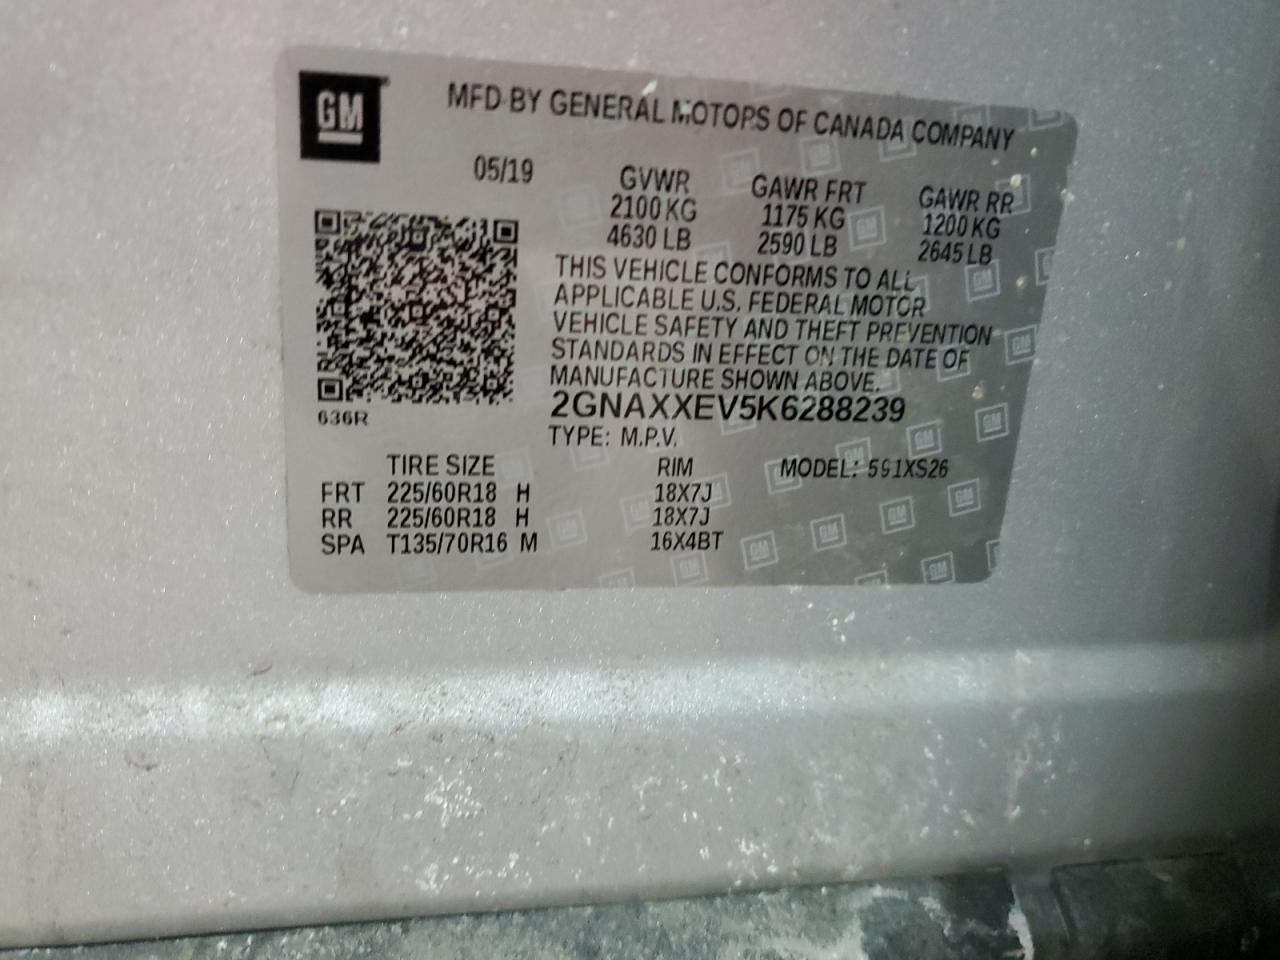 GM
MFD BY GENERAL MOTORS OF CANADA COMPANY
05/19
GVWR GAWR FRT GAWR RR
2100 KG 1175 KG 1200 KG
4630 LB 2590 LB 2645 LB
THIS VEHICLE CONFORMS TO ALL
APPLICABLE U.S. FEDERAL MOTOR
VEHICLE SAFETY AND THEFT PREVENTION
STANDARDS IN EFFECT ON THE DATE OF
MANUFACTURE SHOWN ABOVE.
2GNAXXEV5K6288239
636R
TYPE: M.P.V.
TIRE SIZE RIM MODEL: 591XS26
FRT 225/60R18 H 18X7J
RR 225/60R18 H 18X7J
SPA T135/70R16 M 16X4BT